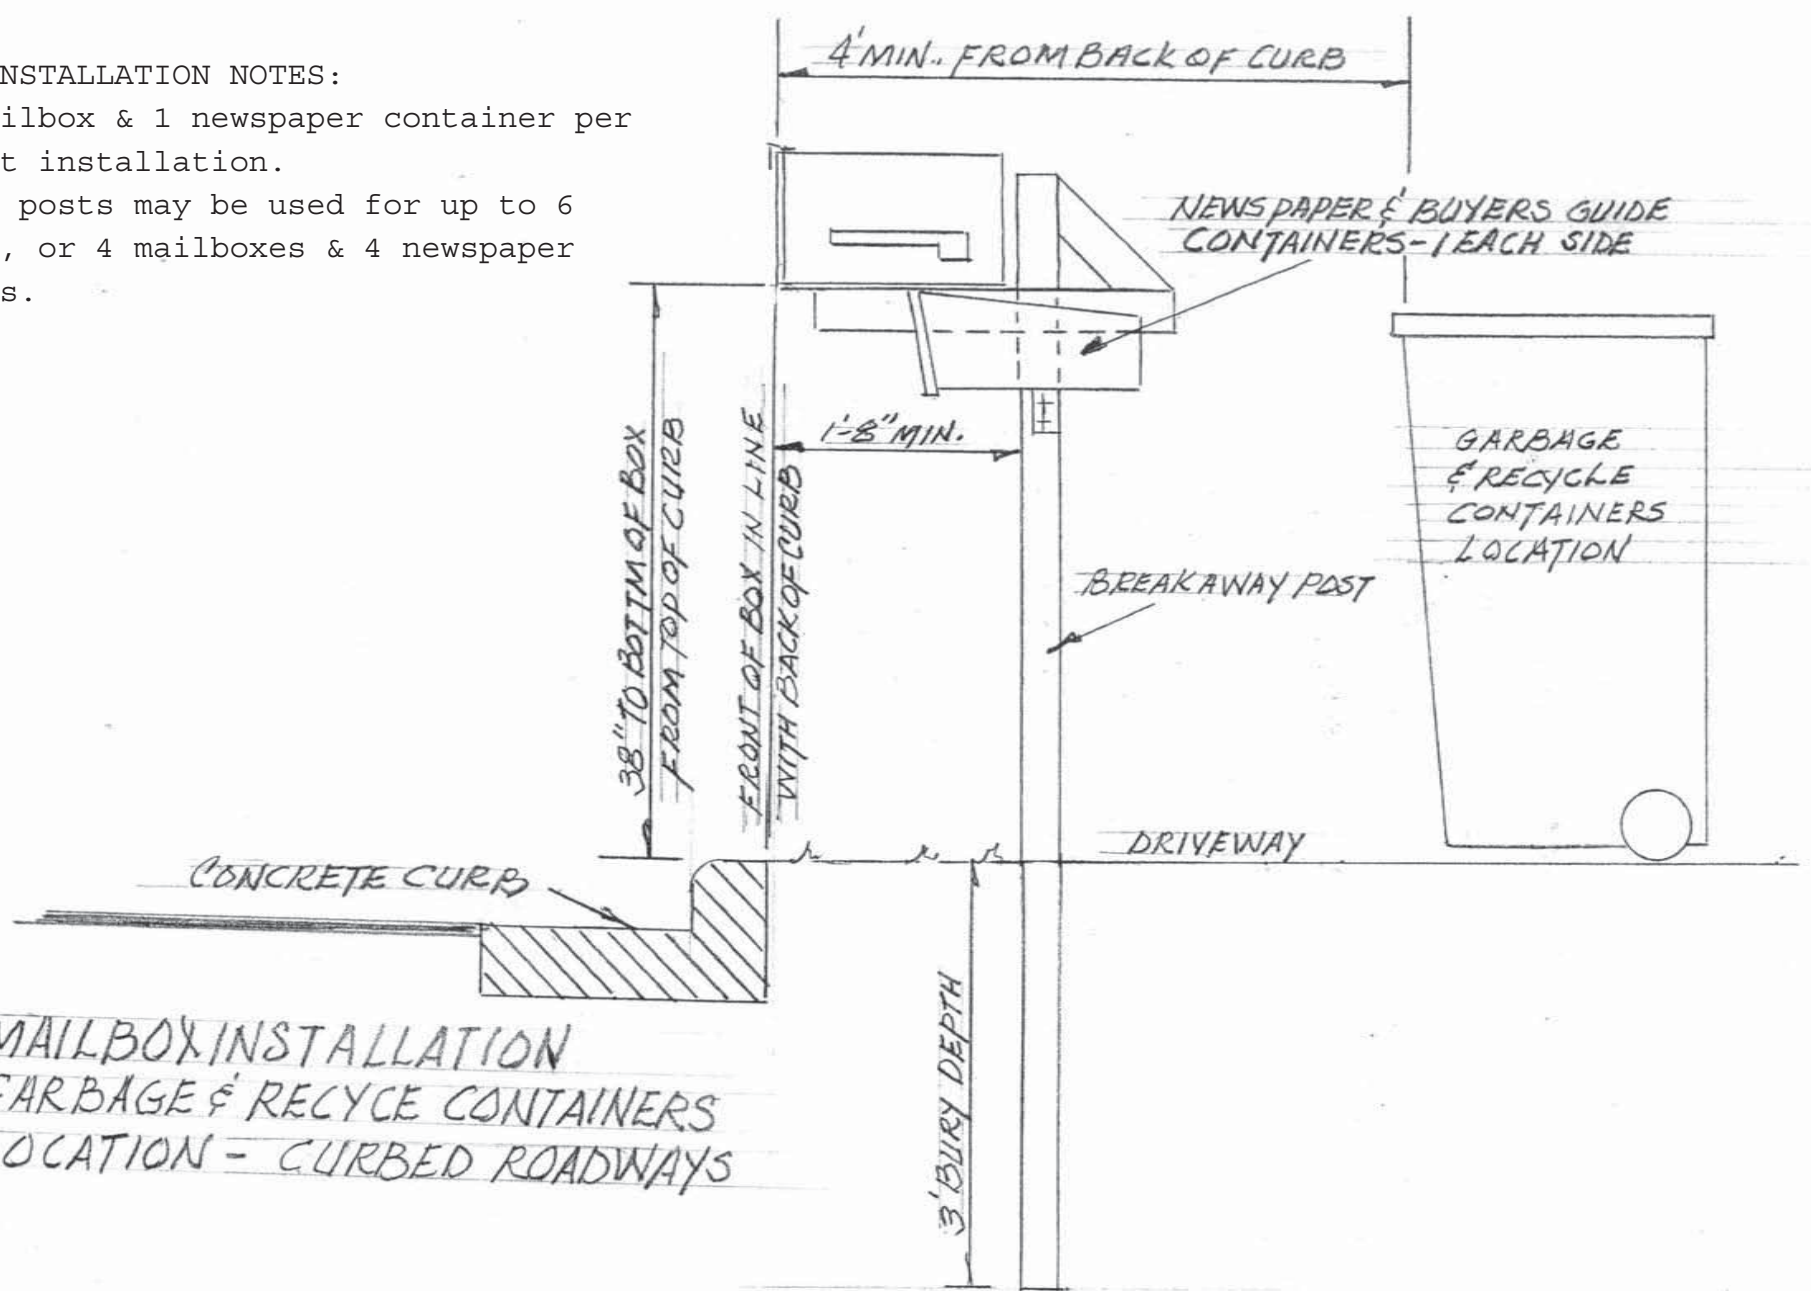 NSTALLATION NOTES:
ilbox & 1 newspaper container per
t installation.
posts may be used for up to 6
, or 4 mailboxes & 4 newspaper
s.
4' MIN. FROM BACK OF CURB
NEWSPAPER & BUYERS GUIDE
CONTAINERS-1 EACH SIDE
1'-8" MIN.
38" TO BOTTM OF BOX
FROM TOP OF CURB
FRONT OF BOX IN LINE
WITH BACK OF CURB
GARBAGE
& RECYCLE
CONTAINERS
LOCATION
BREAKAWAY POST
DRIVEWAY
CONCRETE CURB
3' BURY DEPTH
MAILBOX INSTALLATION
GARBAGE & RECYCE CONTAINERS
LOCATION - CURBED ROADWAYS